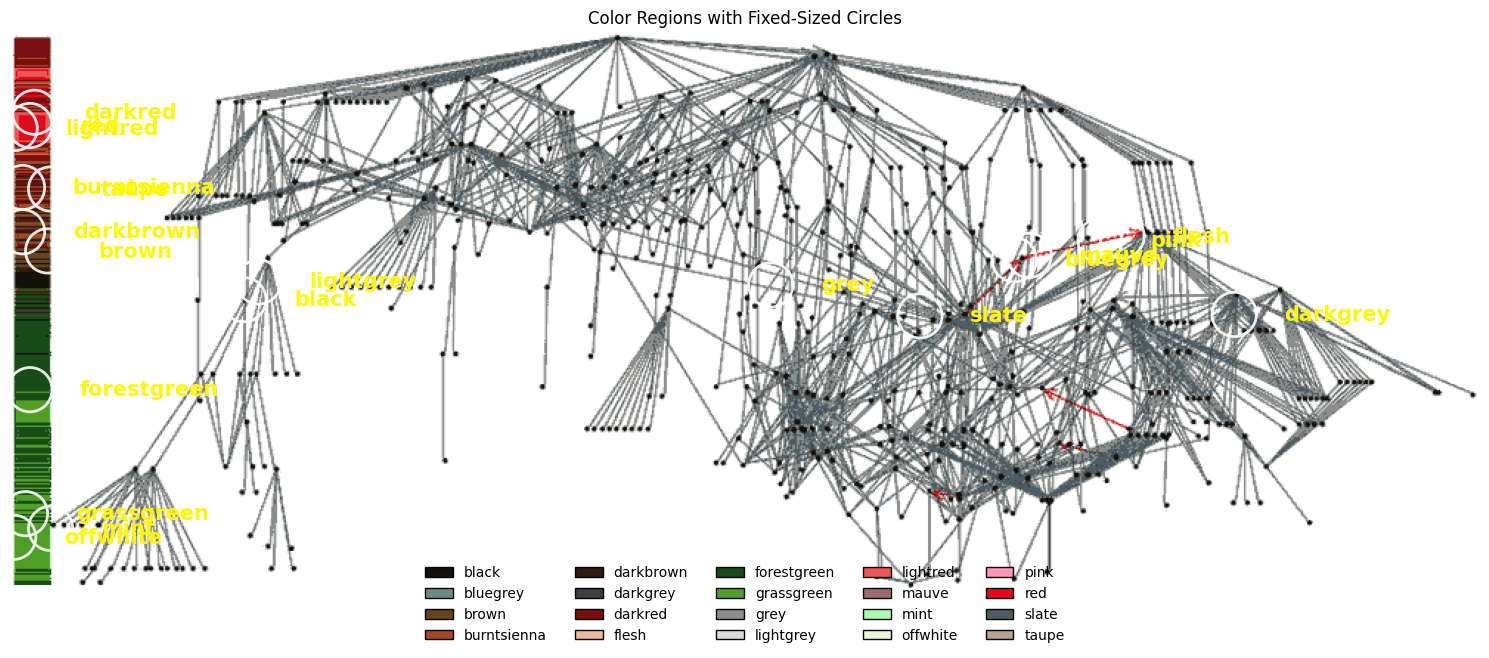 Color Regions with Fixed-Sized Circles
darkred
red
lightred
burntsienna
taupe
darkbrown
brown
lightgrey
black
grey
slate
bluegrey
mauve
pink
flesh
darkgrey
forestgreen
grassgreen
mint
offwhite
black
bluegrey
brown
burntsienna
darkbrown
darkgrey
darkred
flesh
forestgreen
grassgreen
grey
lightgrey
lightred
mauve
mint
offwhite
pink
red
slate
taupe